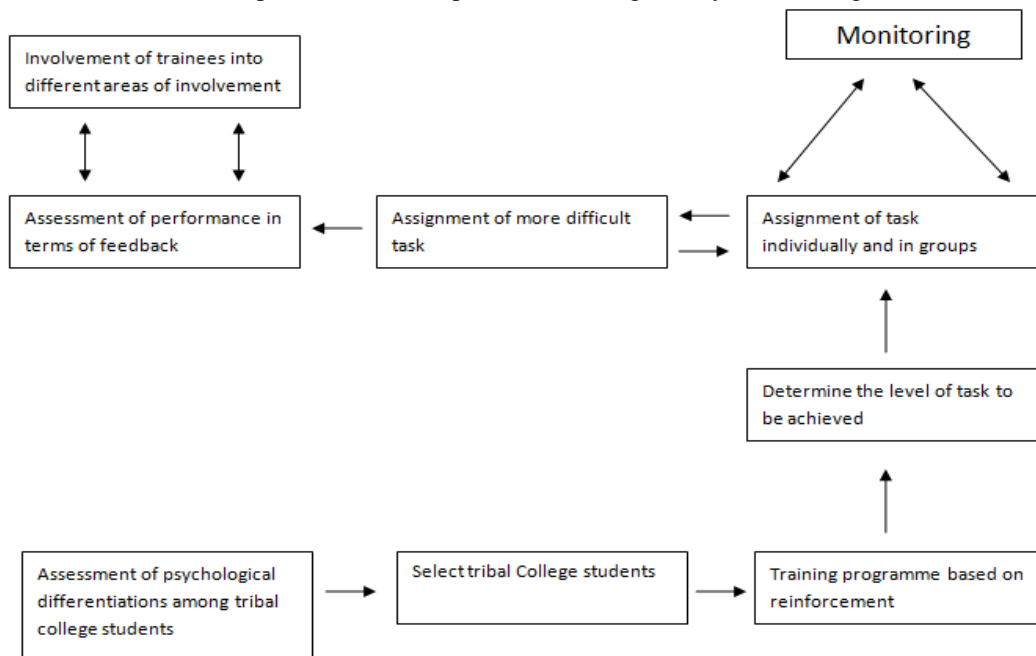 Monitoring
Involvement of trainees into
different areas of involvement
Assessment of performance in
terms of feedback
Assignment of more difficult
task
Assignment of task
individually and in groups
Determine the level of task to
be achieved
Assessment of psychological
differentiations among tribal
college students
Select tribal College students
Training programme based on
reinforcement